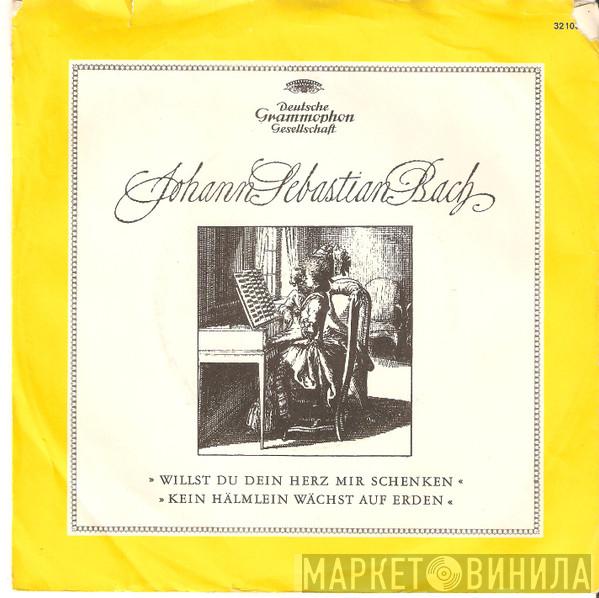 Deutsche
Grammophon
Gesellschaft
Johann Sebastian Bach
» WILLST DU DEIN HERZ MIR SCHENKEN «
» KEIN HÄLMLEIN WÄCHST AUF ERDEN «
МАРКЕТ ВИНИЛА